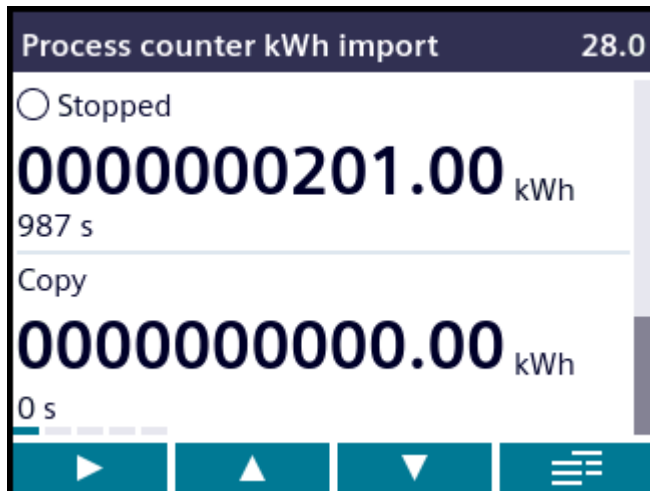 Process counter kWh import 28.0
Stopped
0000000201.00 kWh
987 s
Copy
0000000000.00 kWh
0 s